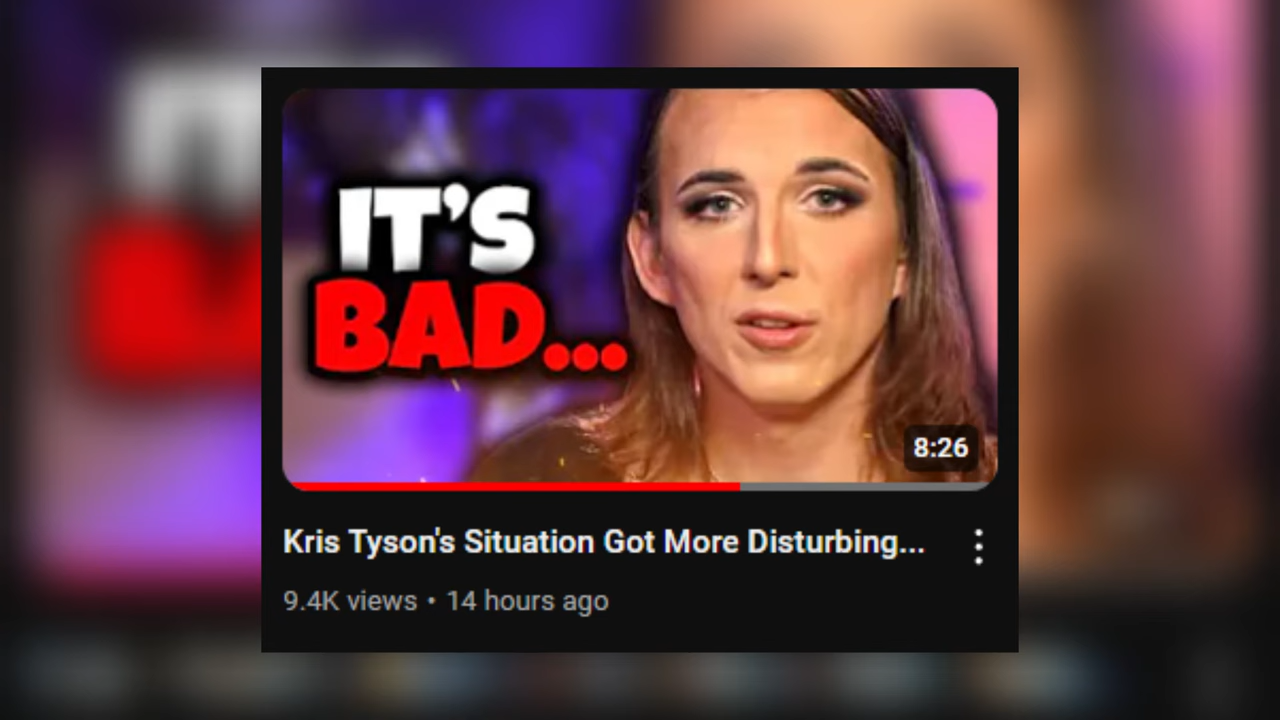 IT'S
BAD...
8:26
Kris Tyson's Situation Got More Disturbing...
9.4K views • 14 hours ago